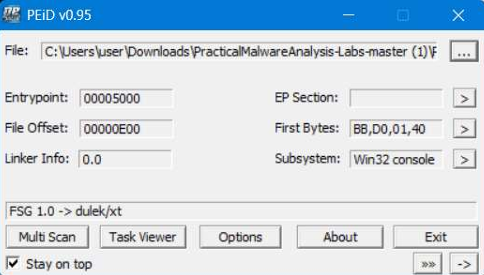 PEiD v0.95
File: C:\Users\user\Downloads\PracticalMalwareAnalysis-Labs-master (1)\F ...
Entrypoint: 00005000 EP Section: >
File Offset: 00000E00 First Bytes: BB,D0,01,40 >
Linker Info: 0.0 Subsystem: Win32 console >
FSG 1.0 -> dulek/xt
Multi Scan Task Viewer Options About Exit
Stay on top »» ->